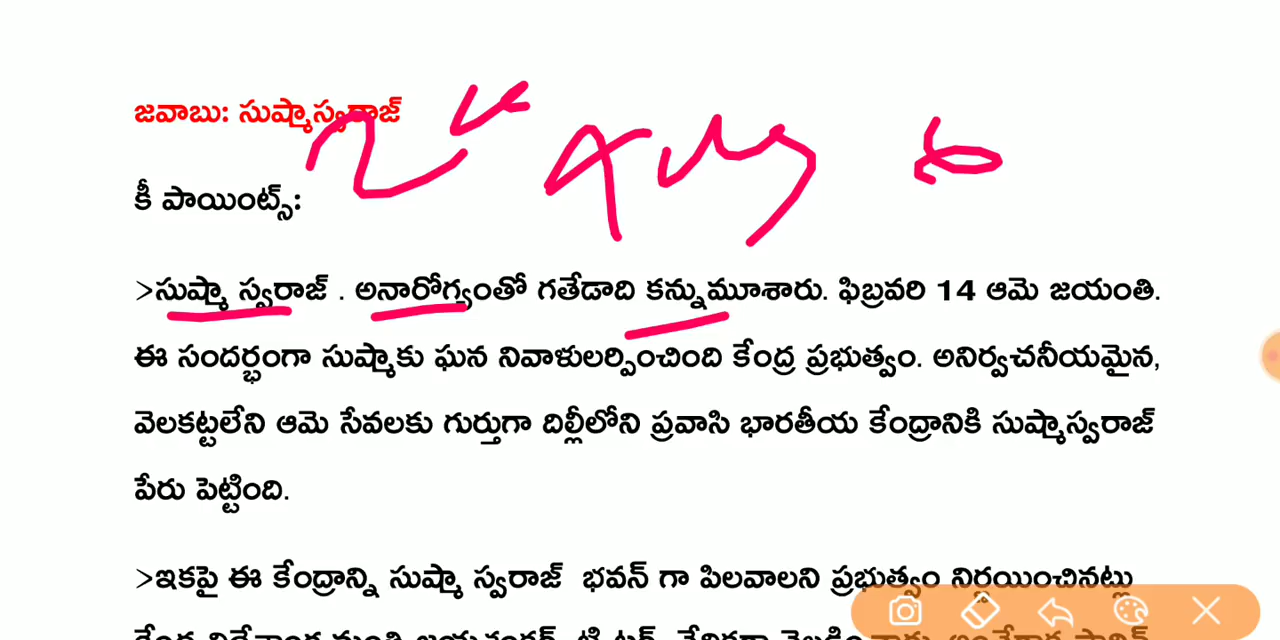 జవాబు: సుష్మాస్వరాజ్
కీ పాయింట్స్:
>సుష్మా స్వరాజ్ . అనారోగ్యంతో గతేడాది కన్నుమూశారు. ఫిబ్రవరి 14 ఆమె జయంతి.
ఈ సందర్భంగా సుష్మాకు ఘన నివాళులర్పించింది కేంద్ర ప్రభుత్వం. అనిర్వచనీయమైన,
వెలకట్టలేని ఆమె సేవలకు గుర్తుగా దిల్లీలోని ప్రవాసి భారతీయ కేంద్రానికి సుష్మాస్వరాజ్
పేరు పెట్టింది.
>ఇకపై ఈ కేంద్రాన్ని సుష్మా స్వరాజ్ భవన్ గా పిలవాలని ప్రభుత్వం నిర్ణయించినట్లు